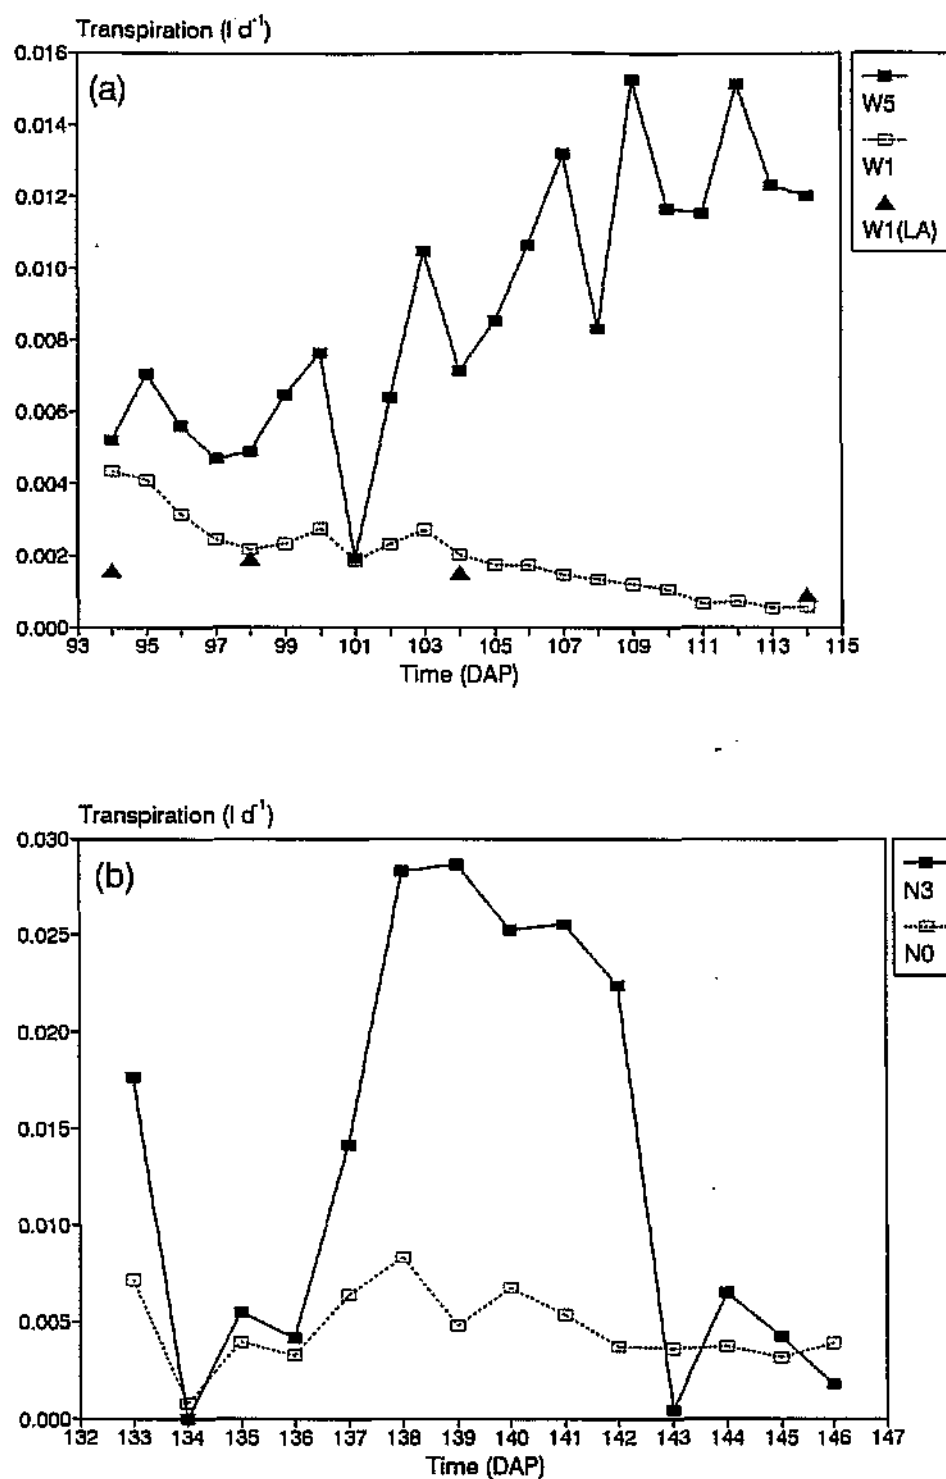 Transpiration (l d⁻¹)
(a)
0.016
0.014
0.012
0.010
0.008
0.006
0.004
0.002
0.000
93 95 97 99 101 103 105 107 109 111 113 115
Time (DAP)
W5
W1
W1(LA)
Transpiration (l d⁻¹)
(b)
0.030
0.025
0.020
0.015
0.010
0.005
0.000
132 133 134 135 136 137 138 139 140 141 142 143 144 145 146 147
Time (DAP)
N3
N0